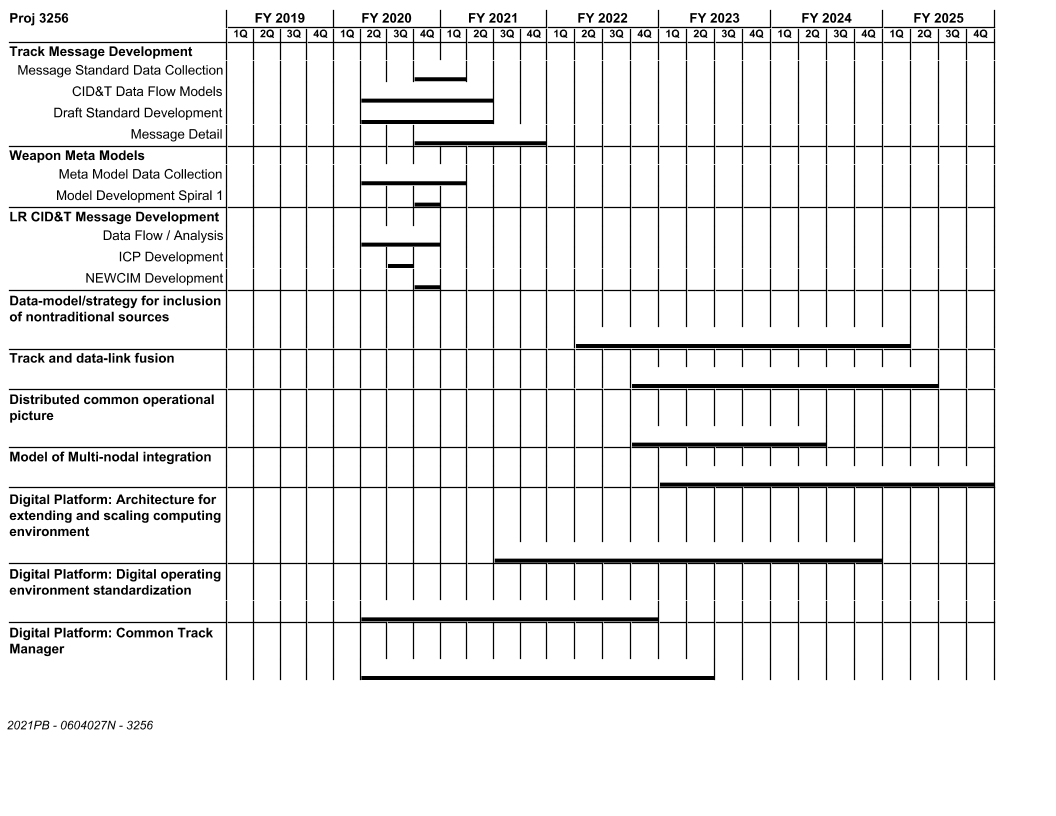 Proj 3256 FY 2019 FY 2020 FY 2021 FY 2022 FY 2023 FY 2024 FY 2025
1Q 2Q 3Q 4Q 1Q 2Q 3Q 4Q 1Q 2Q 3Q 4Q 1Q 2Q 3Q 4Q 1Q 2Q 3Q 4Q 1Q 2Q 3Q 4Q 1Q 2Q 3Q 4Q
Track Message Development
Message Standard Data Collection
CID&T Data Flow Models
Draft Standard Development
Message Detail
Weapon Meta Models
Meta Model Data Collection
Model Development Spiral 1
LR CID&T Message Development
Data Flow / Analysis
ICP Development
NEWCIM Development
Data-model/strategy for inclusion
of nontraditional sources
Track and data-link fusion
Distributed common operational
picture
Model of Multi-nodal integration
Digital Platform: Architecture for
extending and scaling computing
environment
Digital Platform: Digital operating
environment standardization
Digital Platform: Common Track
Manager
2021PB - 0604027N - 3256